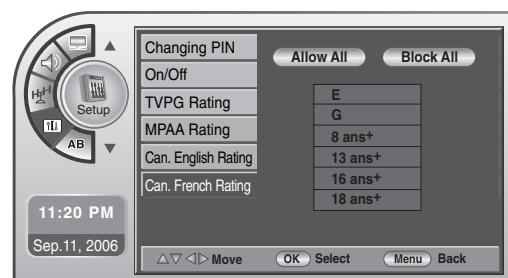 Setup
AB
11:20 PM
Sep.11, 2006
Changing PIN
On/Off
TVPG Rating
MPAA Rating
Can. English Rating
Can. French Rating
Allow All
Block All
E
G
8 ans+
13 ans+
16 ans+
18 ans+
△▽◁▷ Move
OK Select
Menu Back